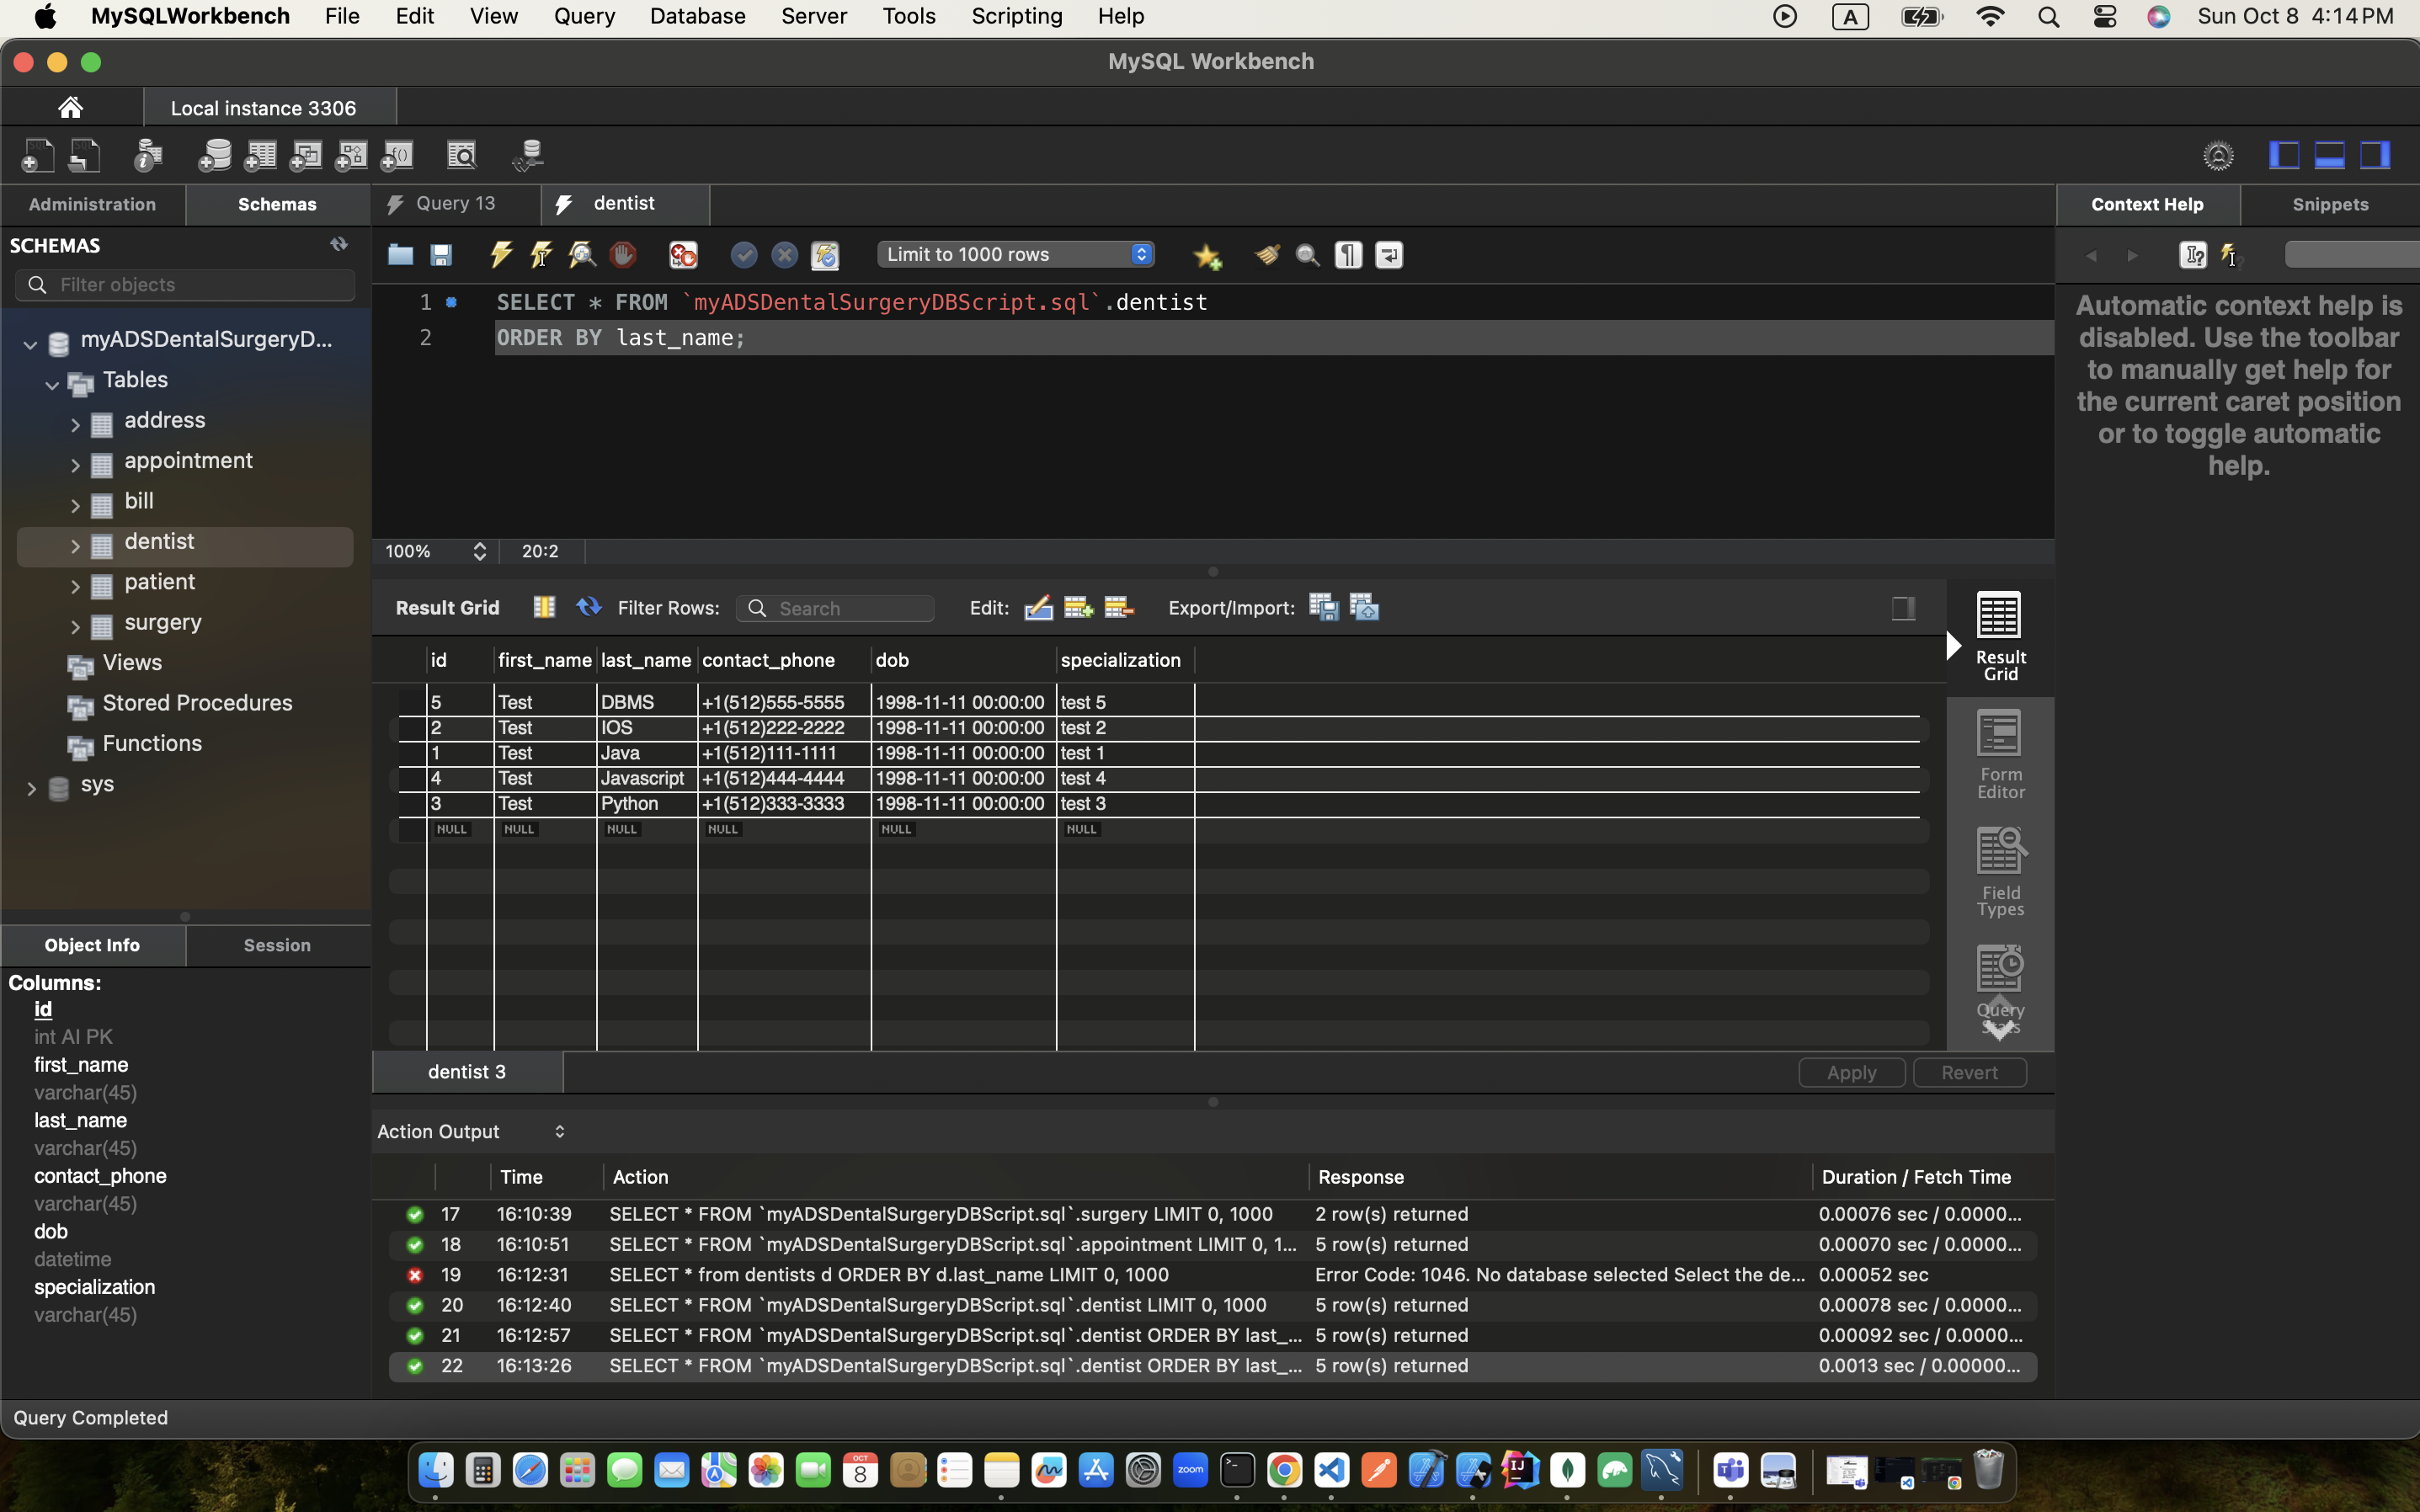 MySQLWorkbench File Edit View Query Database Server Tools Scripting Help A Sun Oct 8 4:14 PM
MySQL Workbench
Local instance 3306
Administration Schemas
SCHEMAS
Filter objects
myADSDentalSurgeryD...
Tables
address
appointment
bill
dentist
patient
surgery
Views
Stored Procedures
Functions
sys
Object Info Session
Columns:
id
int AI PK
first_name
varchar(45)
last_name
varchar(45)
contact_phone
varchar(45)
dob
datetime
specialization
varchar(45)
Query 13 dentist
Limit to 1000 rows
1 SELECT * FROM `myADSDentalSurgeryDBScript.sql`.dentist
2 ORDER BY last_name;
100% 20:2
Result Grid Filter Rows: Search Edit: Export/Import:
id first_name last_name contact_phone dob specialization
5 Test DBMS +1(512)555-5555 1998-11-11 00:00:00 test 5
2 Test IOS +1(512)222-2222 1998-11-11 00:00:00 test 2
1 Test Java +1(512)111-1111 1998-11-11 00:00:00 test 1
4 Test Javascript +1(512)444-4444 1998-11-11 00:00:00 test 4
3 Test Python +1(512)333-3333 1998-11-11 00:00:00 test 3
NULL NULL NULL NULL NULL NULL
Result
Grid
Form
Editor
Field
Types
Query
Stats
dentist 3 Apply Revert
Action Output
Time Action Response Duration / Fetch Time
17 16:10:39 SELECT * FROM `myADSDentalSurgeryDBScript.sql`.surgery LIMIT 0, 1000 2 row(s) returned 0.00076 sec / 0.0000...
18 16:10:51 SELECT * FROM `myADSDentalSurgeryDBScript.sql`.appointment LIMIT 0, 1... 5 row(s) returned 0.00070 sec / 0.0000...
19 16:12:31 SELECT * from dentists d ORDER BY d.last_name LIMIT 0, 1000 Error Code: 1046. No database selected Select the de... 0.00052 sec
20 16:12:40 SELECT * FROM `myADSDentalSurgeryDBScript.sql`.dentist LIMIT 0, 1000 5 row(s) returned 0.00078 sec / 0.0000...
21 16:12:57 SELECT * FROM `myADSDentalSurgeryDBScript.sql`.dentist ORDER BY last_... 5 row(s) returned 0.00092 sec / 0.0000...
22 16:13:26 SELECT * FROM `myADSDentalSurgeryDBScript.sql`.dentist ORDER BY last_... 5 row(s) returned 0.0013 sec / 0.00000...
Context Help Snippets
Automatic context help is
disabled. Use the toolbar
to manually get help for
the current caret position
or to toggle automatic
help.
Query Completed
OCT
8
zoom
IJ